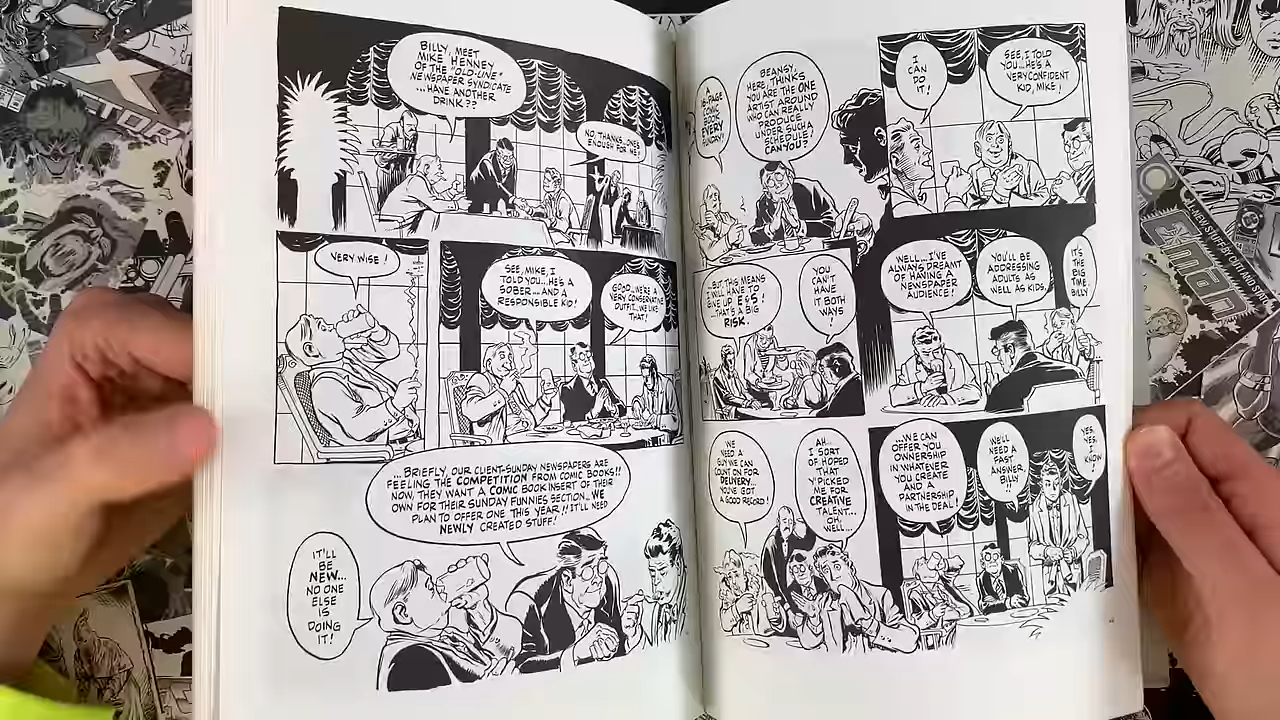 BILLY, MEET
MIKE HENNEY
OF THE "OLD-LINE"
NEWSPAPER SYNDICATE
...HAVE ANOTHER
DRINK??
NO, THANKS...ONE'S
ENOUGH FOR ME!
VERY WISE!
SEE, MIKE, I
TOLD YOU...HE'S A
SOBER...AND A
RESPONSIBLE KID!
GOOD...WE'RE A
VERY CONSERVATIVE
OUTFIT...WE LIKE
THAT!
...BRIEFLY, OUR CLIENT-SUNDAY NEWSPAPERS ARE
FEELING THE COMPETITION FROM COMIC BOOKS!!
NOW, THEY WANT A COMIC BOOK INSERT OF THEIR
OWN FOR THEIR SUNDAY FUNNIES SECTION... WE
PLAN TO OFFER ONE THIS YEAR!! IT'LL NEED
NEWLY CREATED STUFF!
IT'LL
BE
NEW...
NO ONE
ELSE
IS
DOING
IT!
A
PAGE
EVERY
SUNDAY!
BEANSY,
HERE, THINKS
YOU ARE THE ONE
ARTIST AROUND
WHO CAN REALLY
PRODUCE
UNDER SUCH A
SCHEDULE!
CAN YOU?
I
CAN
DO
IT!
SEE, I TOLD
YOU...HE'S A
VERY CONFIDENT
KID, MIKE!
...BUT THIS MEANS
I WILL HAVE TO
GIVE UP E&S!
THAT'S A BIG
RISK.
YOU
CAN'T
HAVE
IT BOTH
WAYS
!
WELL...I'VE
ALWAYS DREAMT
OF HAVING A
NEWSPAPER
AUDIENCE!
YOU'LL BE
ADDRESSING
ADULTS AS
WELL AS KIDS,
IT'S
THE
BIG
TIME,
BILLY
WE
NEED A
GUY WE CAN
COUNT ON FOR
DELIVERY...
YOU'VE GOT
A GOOD RECORD!
AH...
I SORT
OF HOPED
THAT
Y'PICKED
ME FOR
CREATIVE
TALENT...
OH,
WELL...
...WE CAN
OFFER YOU
OWNERSHIP
IN WHATEVER
YOU CREATE
AND A
PARTNERSHIP
IN THE DEAL!
WE'LL
NEED A
FAST
ANSWER,
BILLY
!!
YES,
YES,
I
KNOW
!